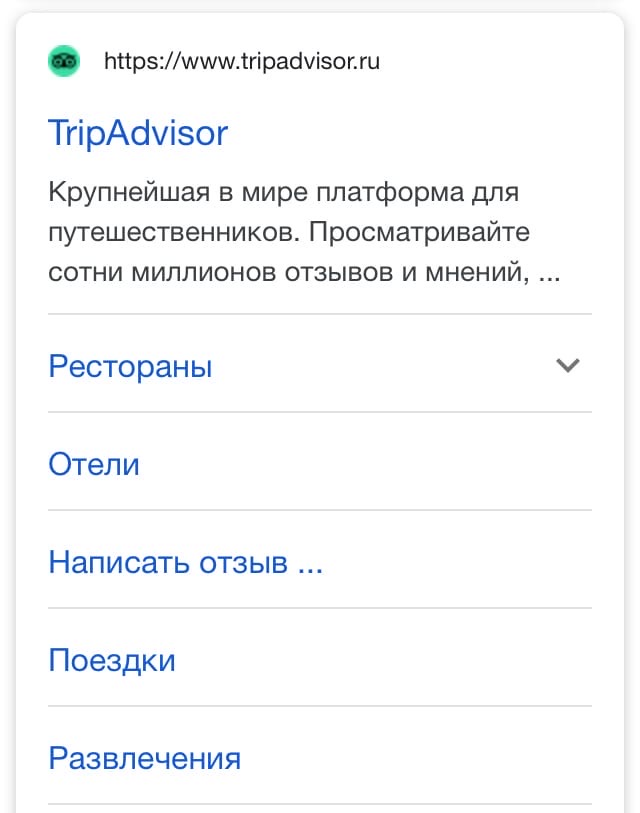 https://www.tripadvisor.ru
TripAdvisor
Крупнейшая в мире платформа для
путешественников. Просматривайте
сотни миллионов отзывов и мнений, ...
Рестораны
Отели
Написать отзыв ...
Поездки
Развлечения